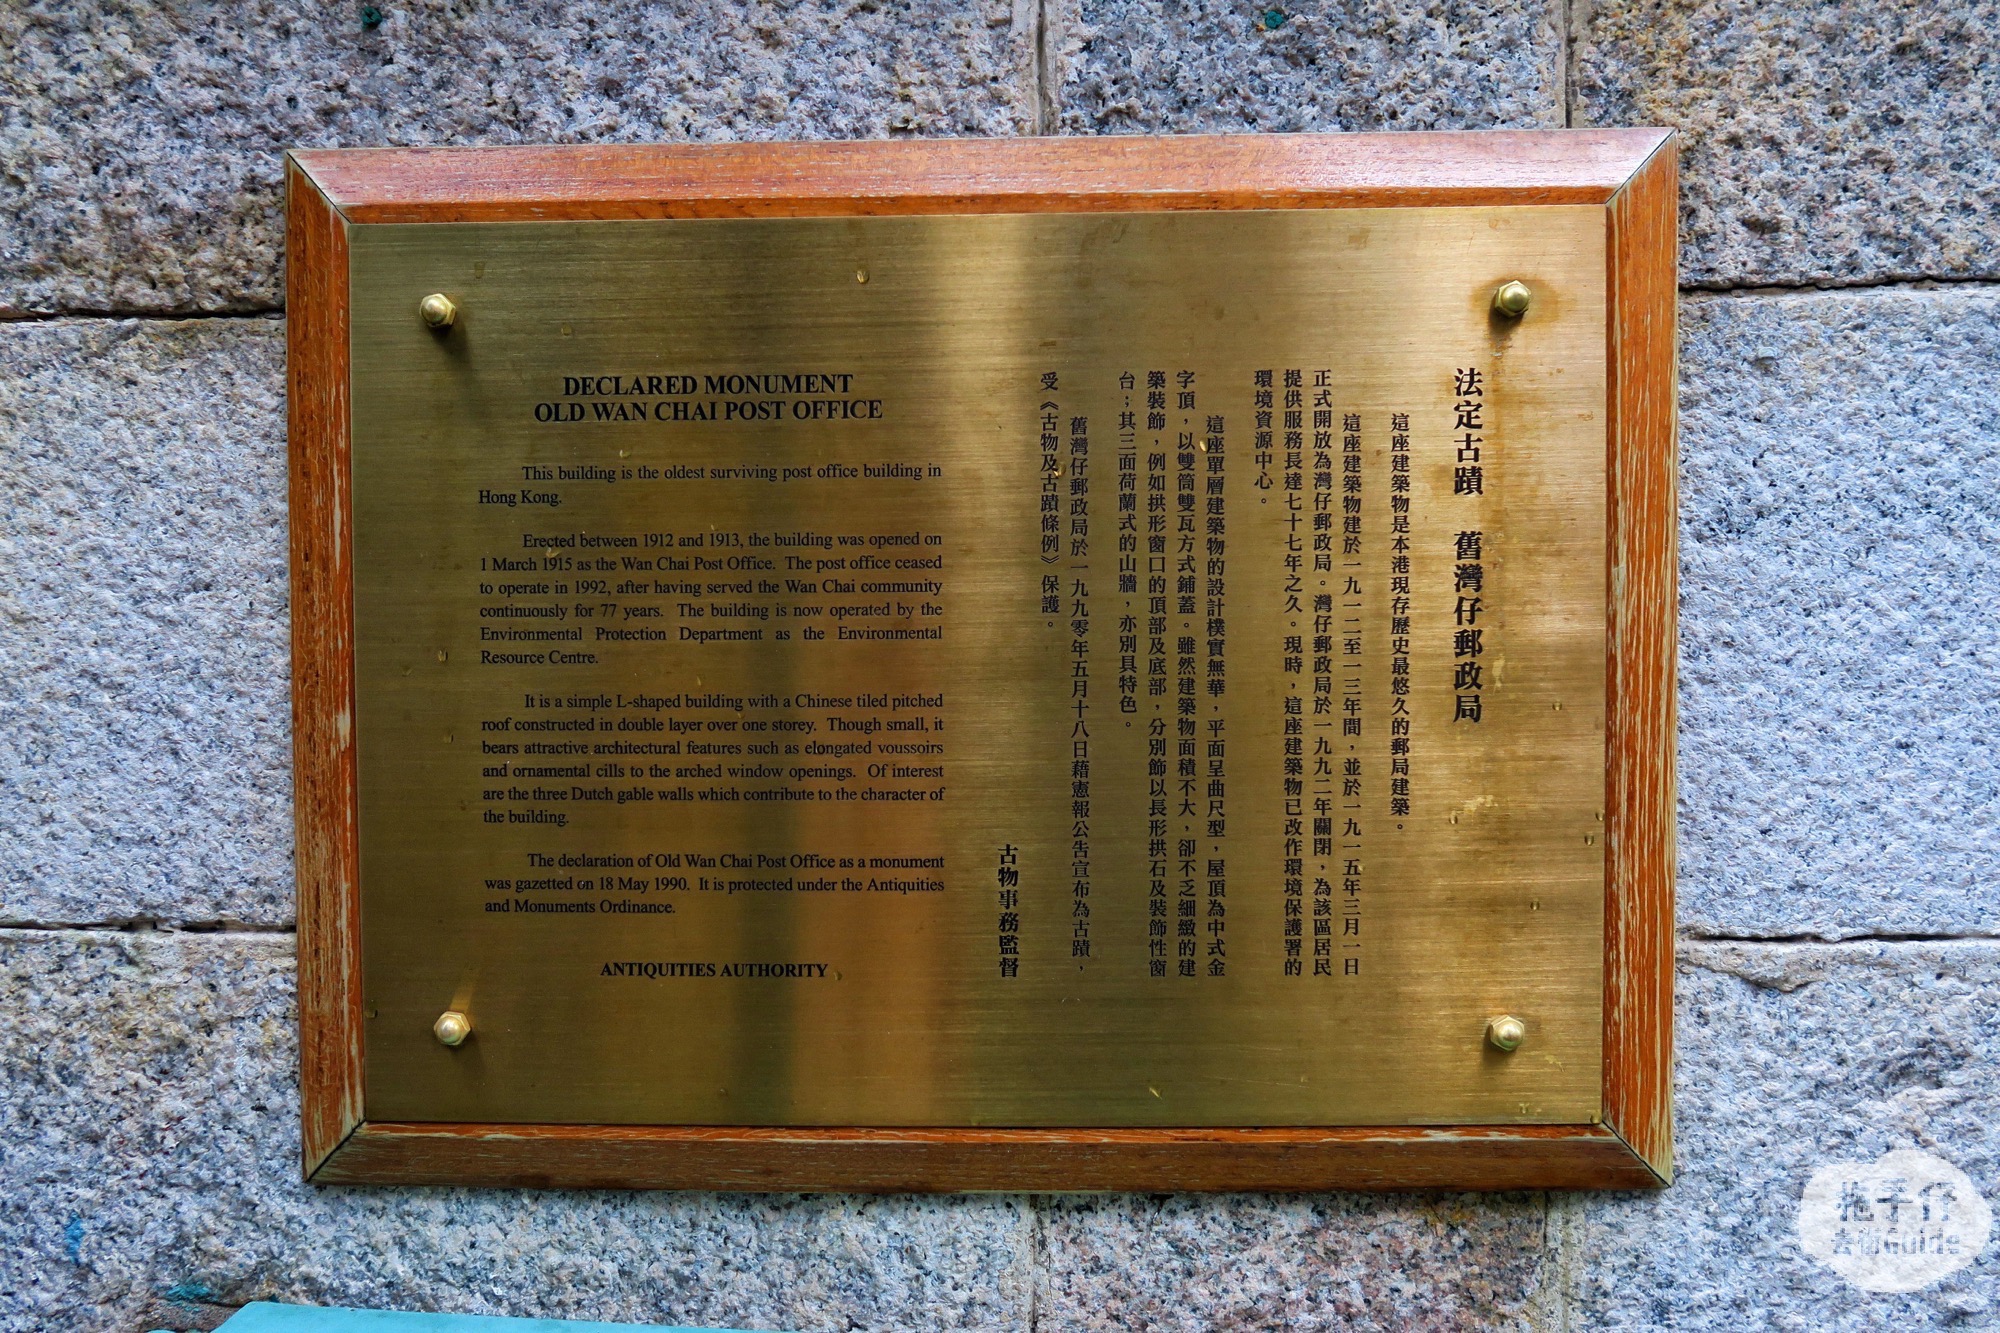 DECLARED MONUMENT
OLD WAN CHAI POST OFFICE
This building is the oldest surviving post office building in
Hong Kong.
Erected between 1912 and 1913, the building was opened on
1 March 1915 as the Wan Chai Post Office. The post office ceased
to operate in 1992, after having served the Wan Chai community
continuously for 77 years. The building is now operated by the
Environmental Protection Department as the Environmental
Resource Centre.
It is a simple L-shaped building with a Chinese tiled pitched
roof constructed in double layer over one storey. Though small, it
bears attractive architectural features such as elongated voussoirs
and ornamental cills to the arched window openings. Of interest
are the three Dutch gable walls which contribute to the character of
the building.
The declaration of Old Wan Chai Post Office as a monument
was gazetted on 18 May 1990. It is protected under the Antiquities
and Monuments Ordinance.
ANTIQUITIES AUTHORITY
法定古蹟 舊灣仔郵政局
這座建築物是本港現存歷史最悠久的郵局建築。
這座建築物建於一九一二至一三年間，並於一九一五年三月一日
正式開放為灣仔郵政局。灣仔郵政局於一九九二年關閉，為該區居民
提供服務長達七十七年之久。現時，這座建築物已改作環境保護署的
環境資源中心。
這座單層建築物的設計樸實無華，平面呈曲尺型，屋頂為中式金
字頂，以雙筒雙瓦方式鋪蓋。雖然建築物面積不大，卻不乏細緻的建
築裝飾，例如拱形窗口的頂部及底部，分別飾以長形拱石及裝飾性窗
台；其三面荷蘭式的山牆，亦別具特色。
舊灣仔郵政局於一九九零年五月十八日藉憲報公告宣布為古蹟，
受《古物及古蹟條例》保護。
古物事務監督
拖手仔
去街Guide